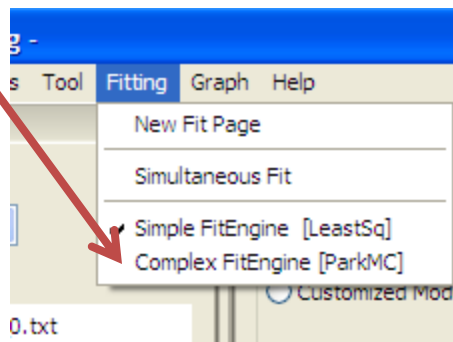 g -
s Tool Fitting Graph Help
New Fit Page
Simultaneous Fit
Simple FitEngine [LeastSq]
Complex FitEngine [ParkMC]
Customized Mod
0.txt